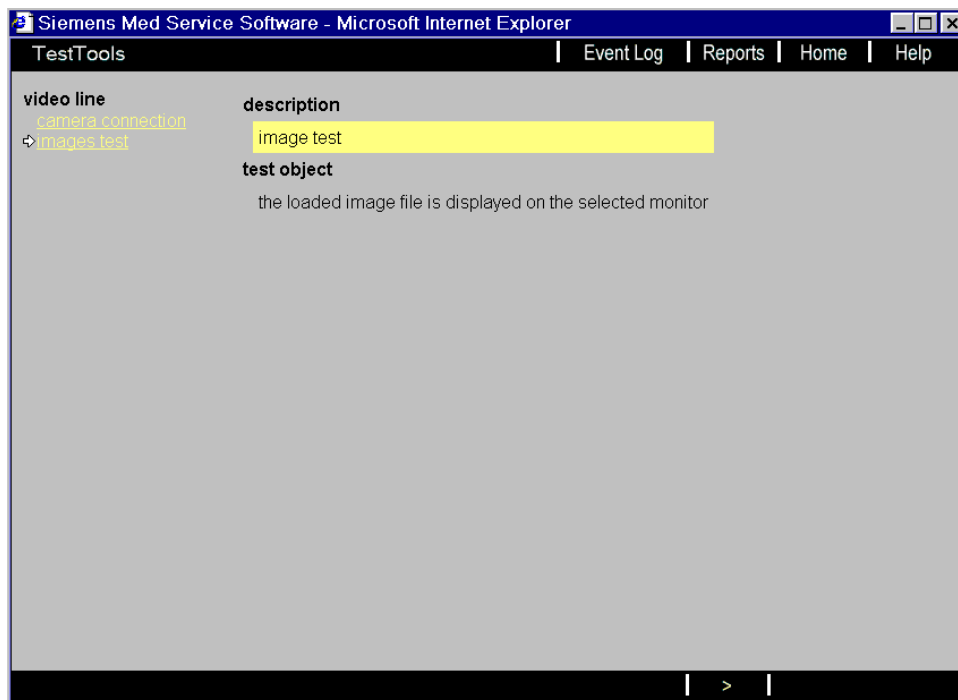 Siemens Med Service Software - Microsoft Internet Explorer
TestTools | Event Log | Reports | Home | Help
video line
camera connection
images test
description
image test
test object
the loaded image file is displayed on the selected monitor
| > |